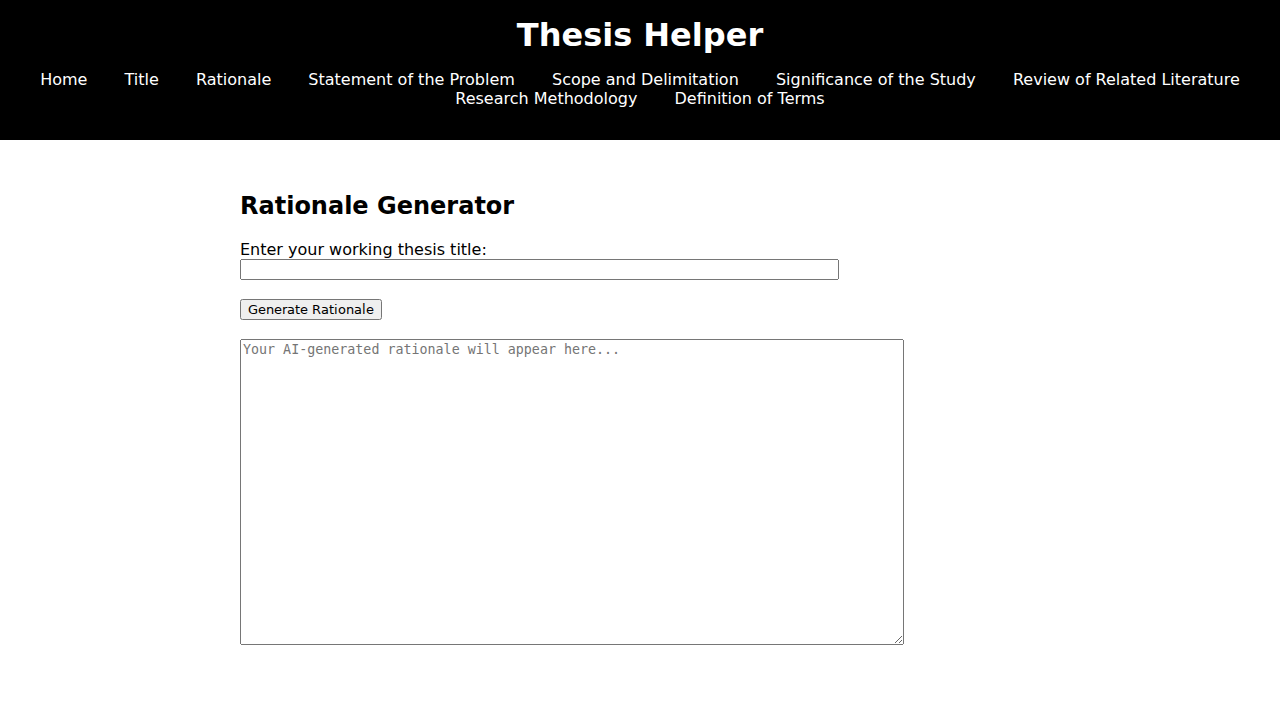 Thesis Helper
Home Title Rationale Statement of the Problem Scope and Delimitation Significance of the Study Review of Related Literature
Research Methodology Definition of Terms
Rationale Generator
Enter your working thesis title:
Generate Rationale
Your AI-generated rationale will appear here...